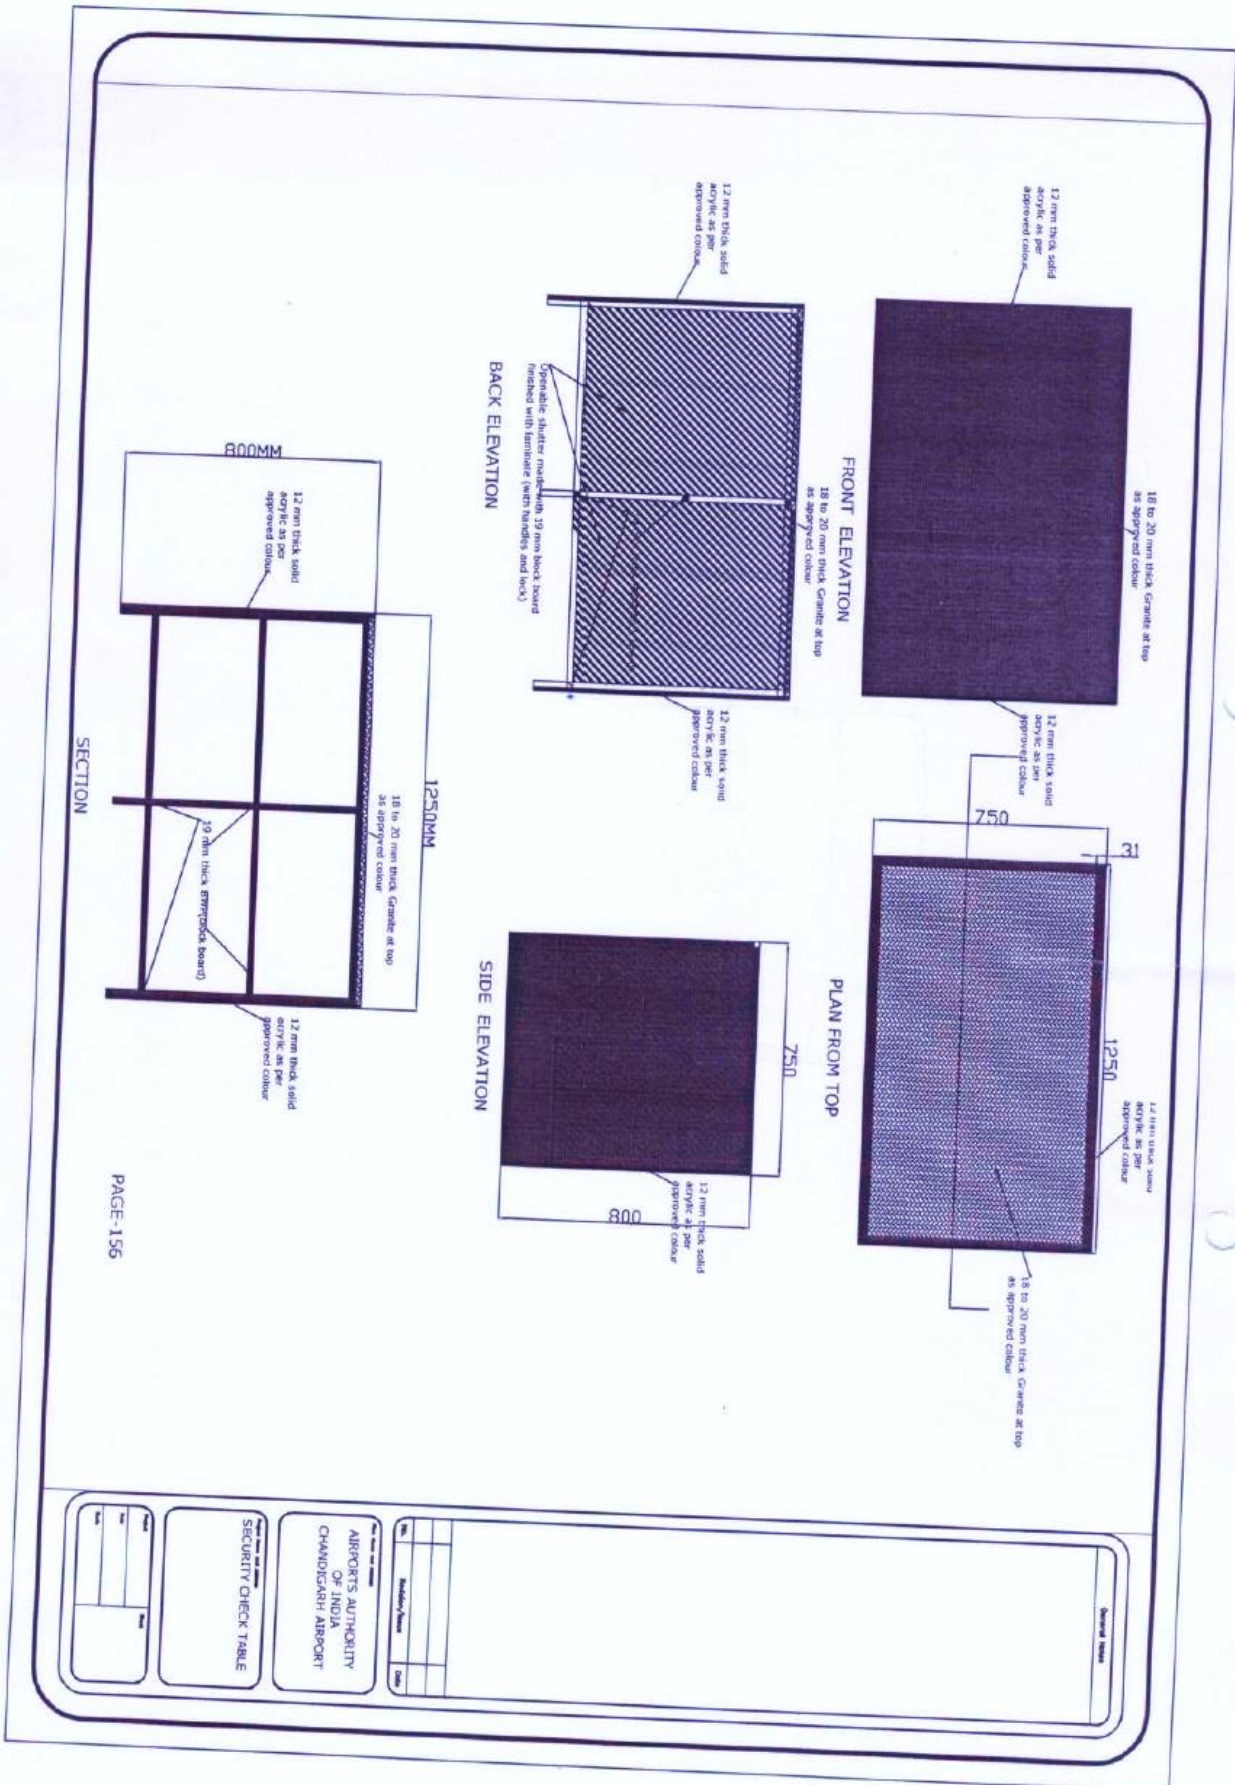 12 mm thick solid
acrylic as per
approved colour
18 to 20 mm thick Granite at top
as approved colour
12 mm thick solid
acrylic as per
approved colour
FRONT ELEVATION
12 mm thick solid
acrylic as per
approved colour
18 to 20 mm thick Granite at top
as approved colour
12 mm thick solid
acrylic as per
approved colour
Openable shutter made with 19 mm block board
finished with laminate (with handles and lock)
BACK ELEVATION
750
31
1250
acrylic as per
approved colour
18 to 20 mm thick Granite at top
as approved colour
PLAN FROM TOP
750
800
12 mm thick solid
acrylic as per
approved colour
SIDE ELEVATION
800MM
1250MM
12 mm thick solid
acrylic as per
approved colour
18 to 20 mm thick Granite at top
as approved colour
19 mm thick BWP(block board)
12 mm thick solid
acrylic as per
approved colour
SECTION
PAGE-156
General Notes
No.
Revision/Issue
Date
AIRPORTS AUTHORITY
OF INDIA
CHANDIGARH AIRPORT
SECURITY CHECK TABLE